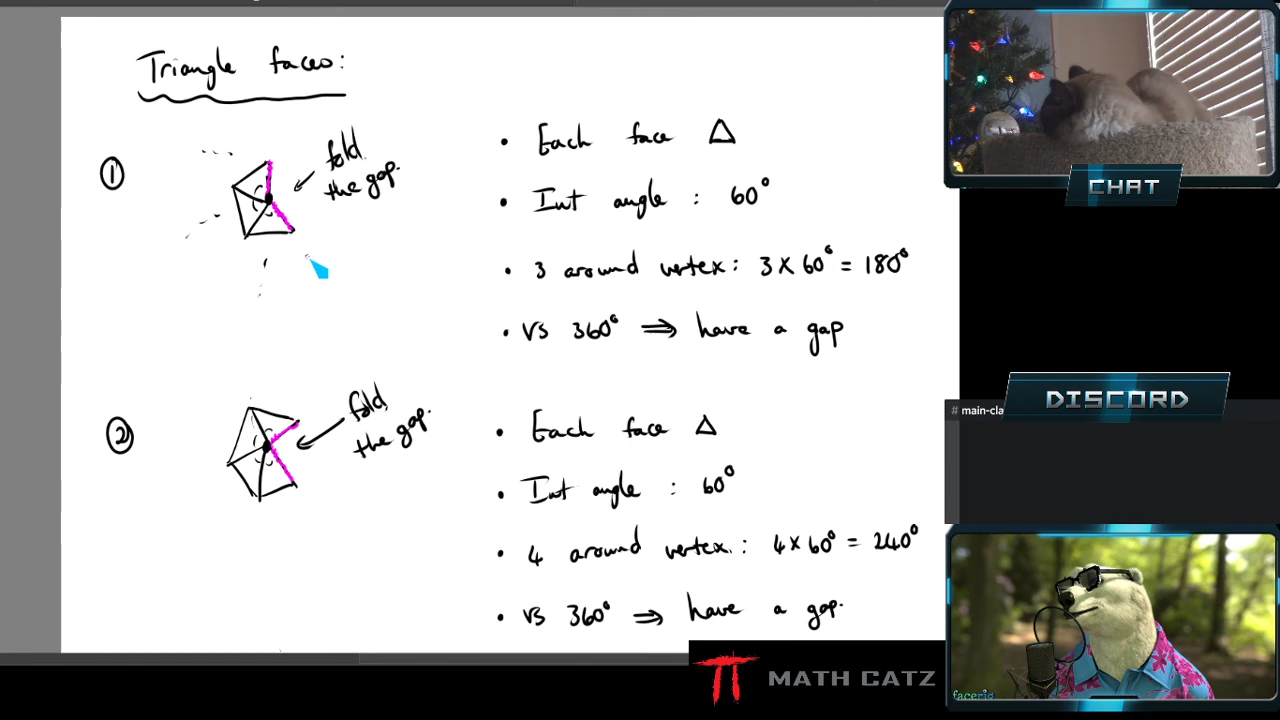 Triangle faces:
①
fold
the gap.
• Each face △
• Int angle : 60°
• 3 around vertex: 3 × 60° = 180°
• vs 360° ⇒ have a gap
②
fold
the gap.
• Each face △
• Int angle : 60°
• 4 around vertex: 4 × 60° = 240°
• vs 360° ⇒ have a gap.
CHAT
DISCORD
# main-cla
facerig
MATH CATZ